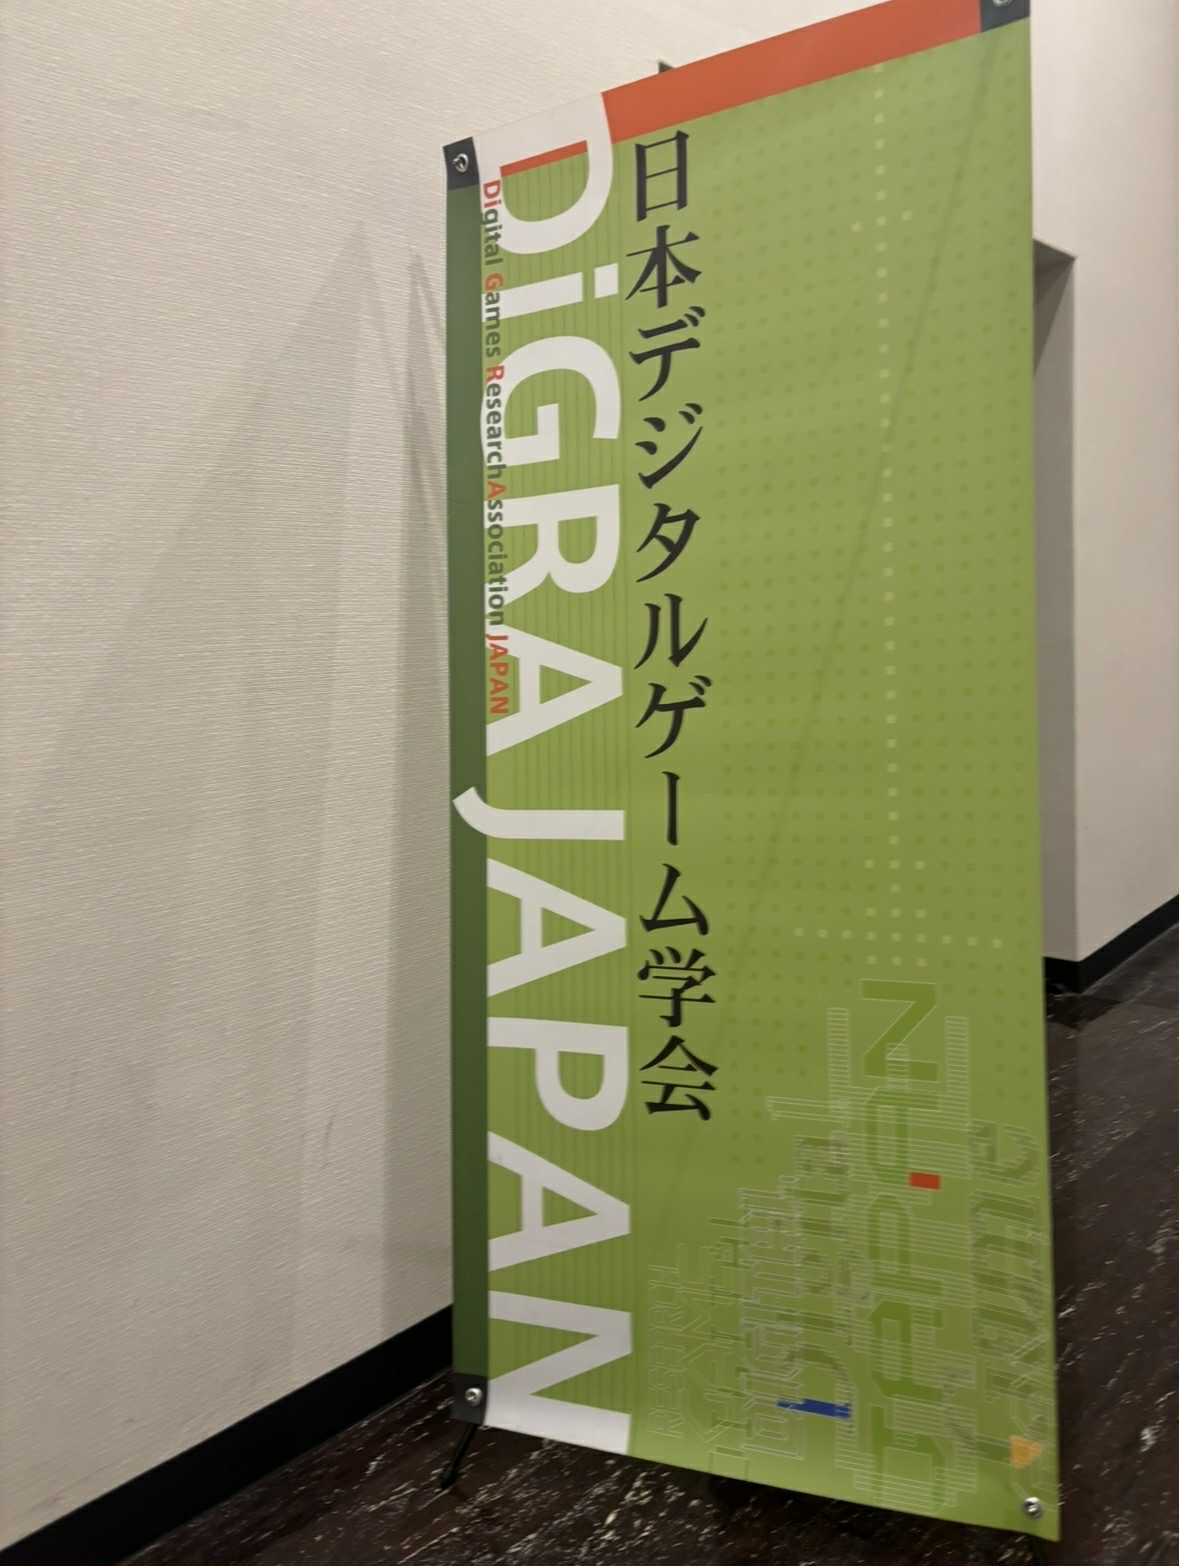 日本デジタルゲーム学会
DiGRA JAPAN
Digital Games Research Association JAPAN